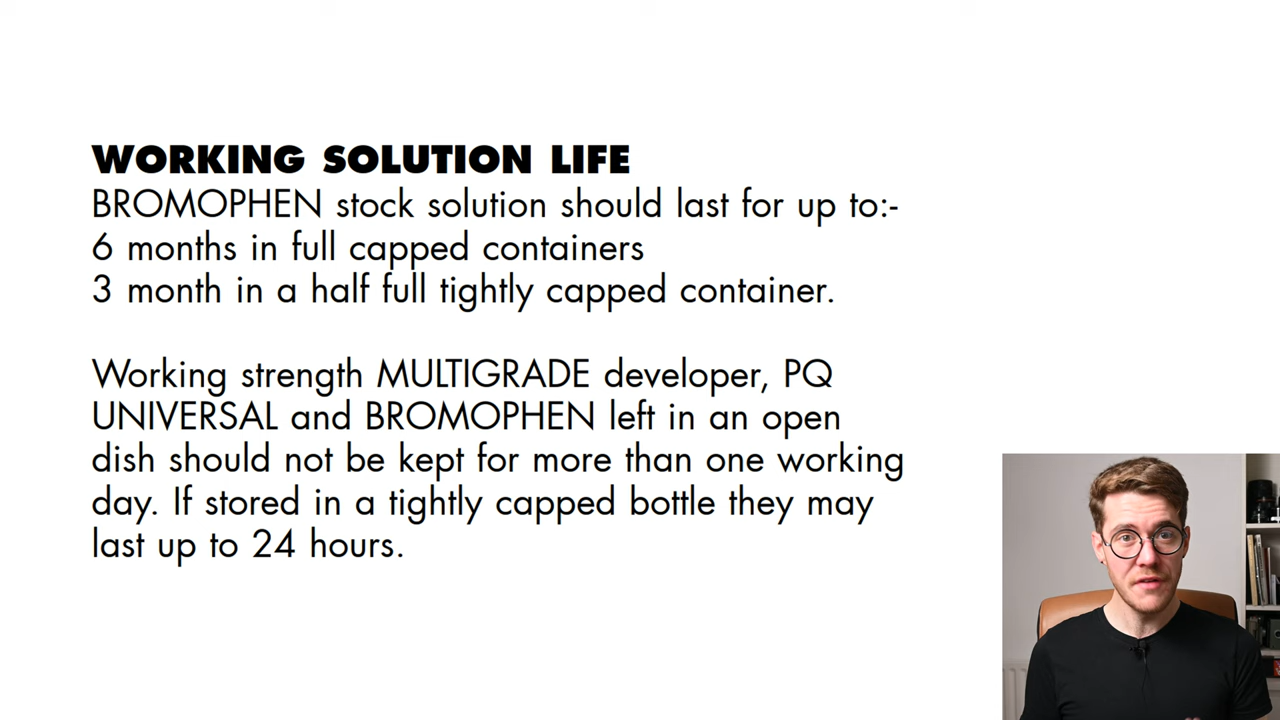 WORKING SOLUTION LIFE
BROMOPHEN stock solution should last for up to:-
6 months in full capped containers
3 month in a half full tightly capped container.
Working strength MULTIGRADE developer, PQ
UNIVERSAL and BROMOPHEN left in an open
dish should not be kept for more than one working
day. If stored in a tightly capped bottle they may
last up to 24 hours.